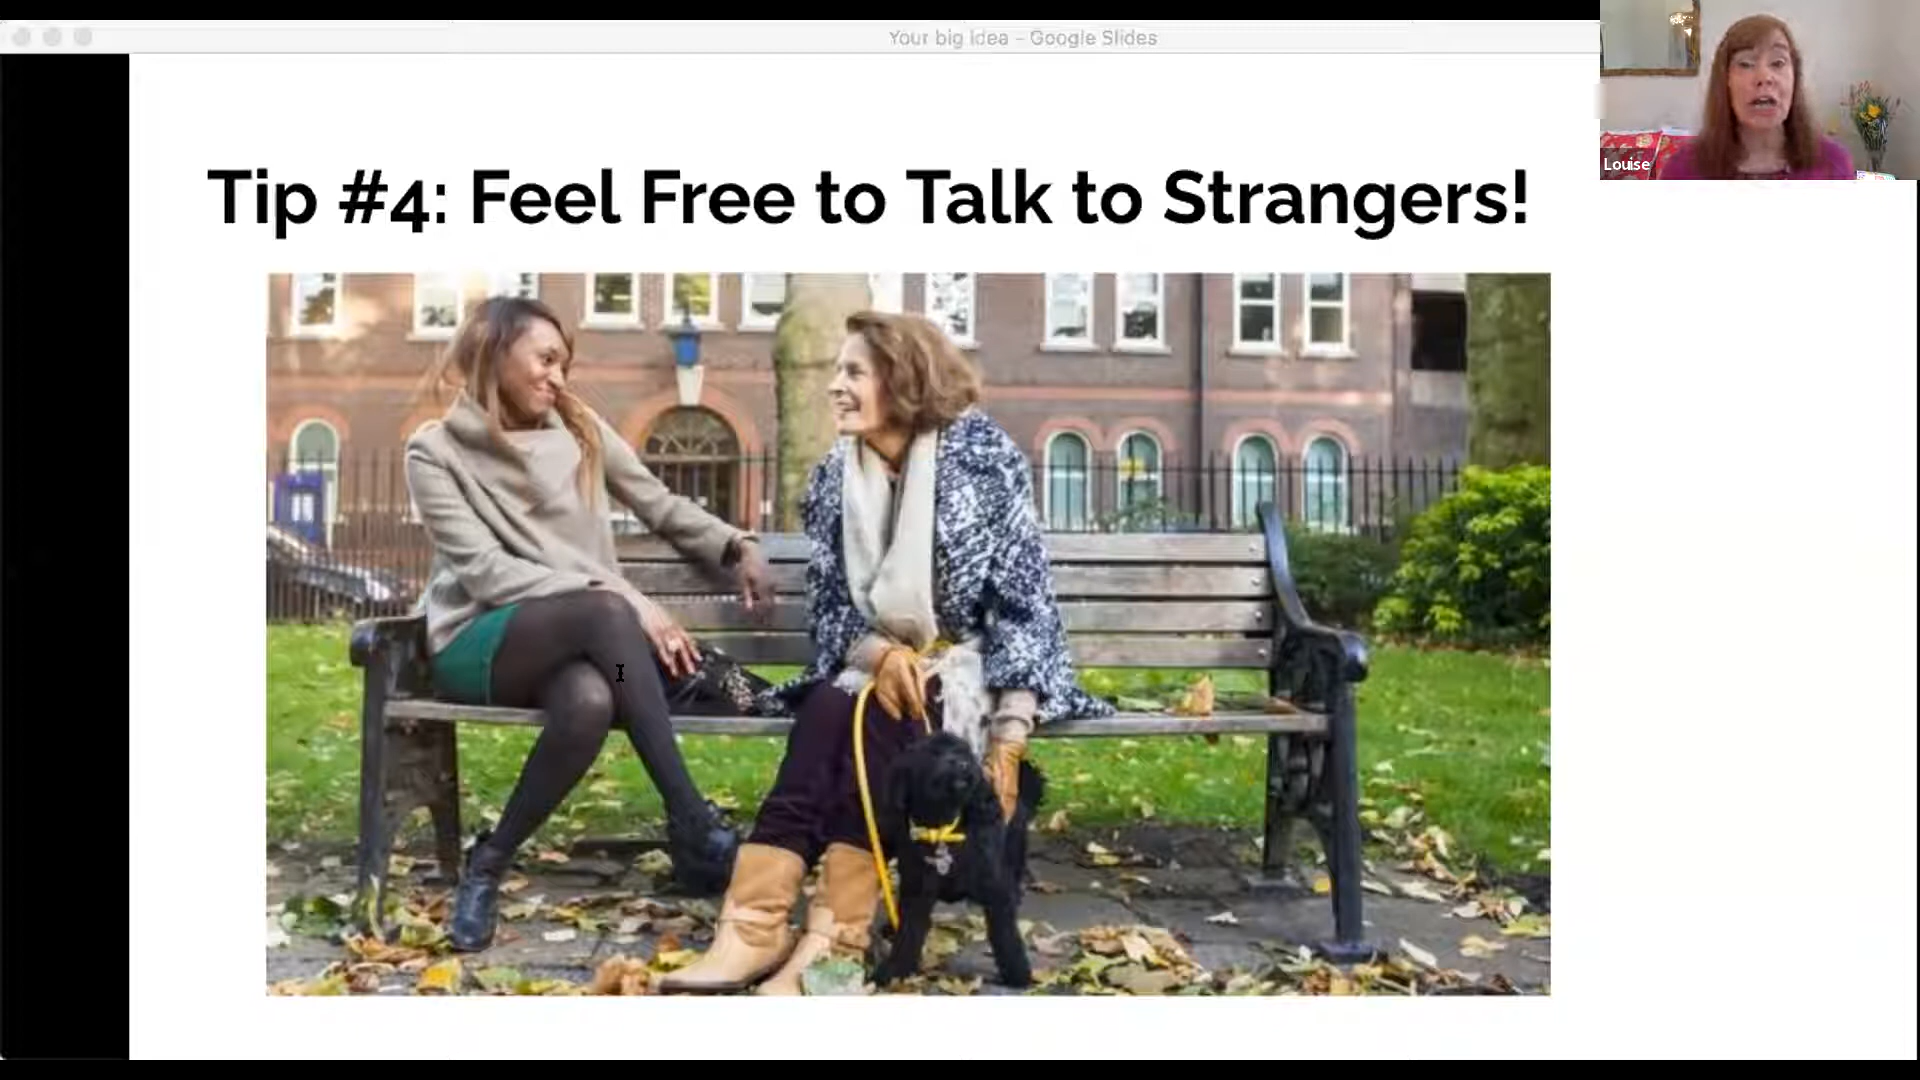 Your big idea – Google Slides
Louise
Tip #4: Feel Free to Talk to Strangers!